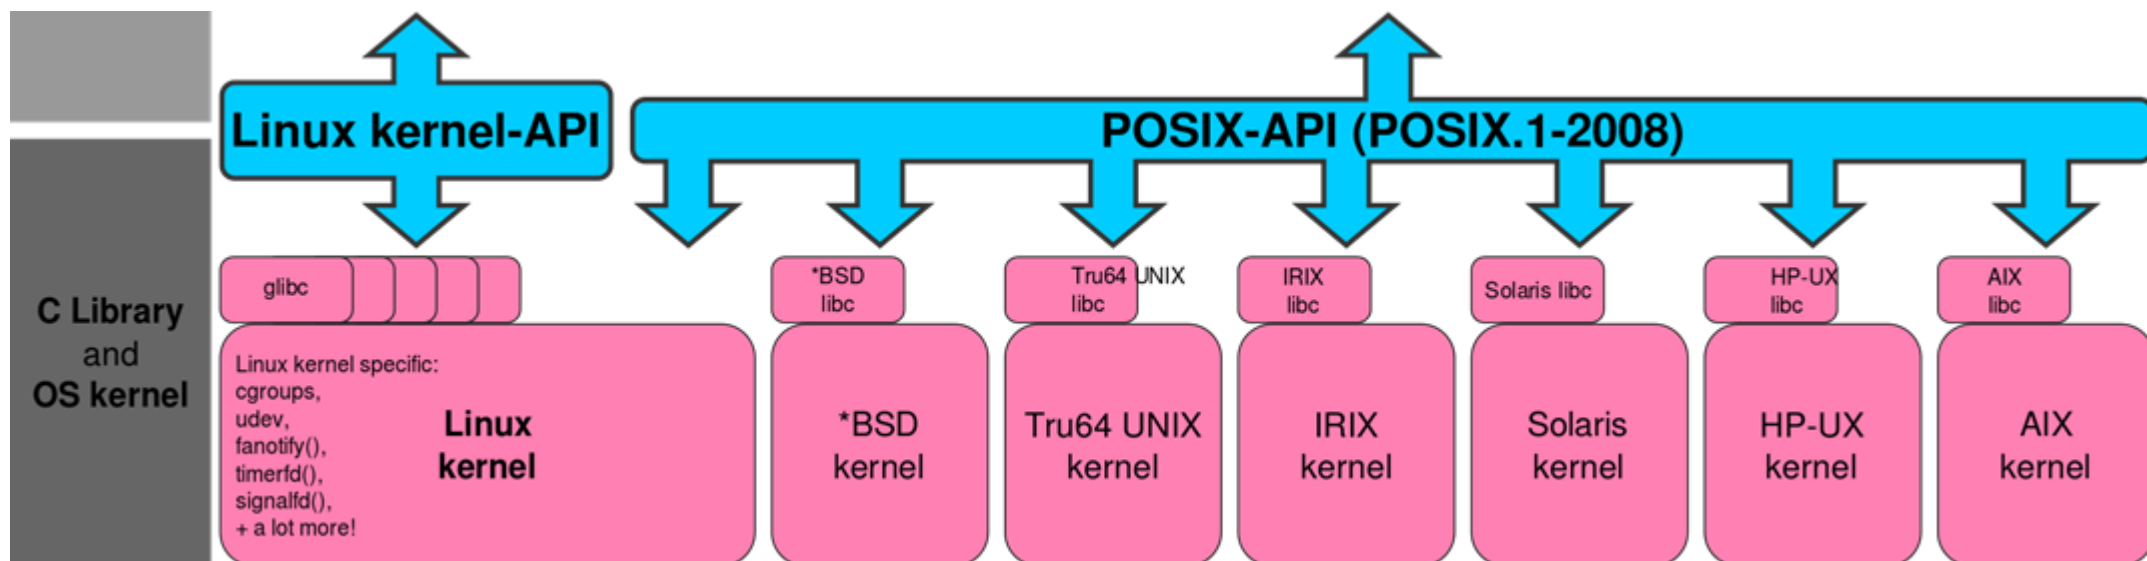 Linux kernel-API
POSIX-API (POSIX.1-2008)
C Library
and
OS kernel
glibc
*BSD
libc
Tru64 UNIX
libc
IRIX
libc
Solaris libc
HP-UX
libc
AIX
libc
Linux kernel specific:
cgroups,
udev,
fanotify(),
timerfd(),
signalfd(),
+ a lot more!
Linux
kernel
*BSD
kernel
Tru64 UNIX
kernel
IRIX
kernel
Solaris
kernel
HP-UX
kernel
AIX
kernel